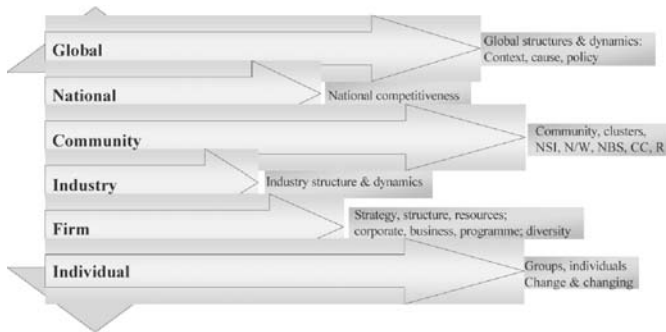 Global
Global structures & dynamics:
Context, cause, policy
National
National competitiveness
Community
Community, clusters,
NSI, N/W, NBS, CC, R
Industry
Industry structure & dynamics
Firm
Strategy, structure, resources;
corporate, business, programme; diversity
Individual
Groups, individuals
Change & changing